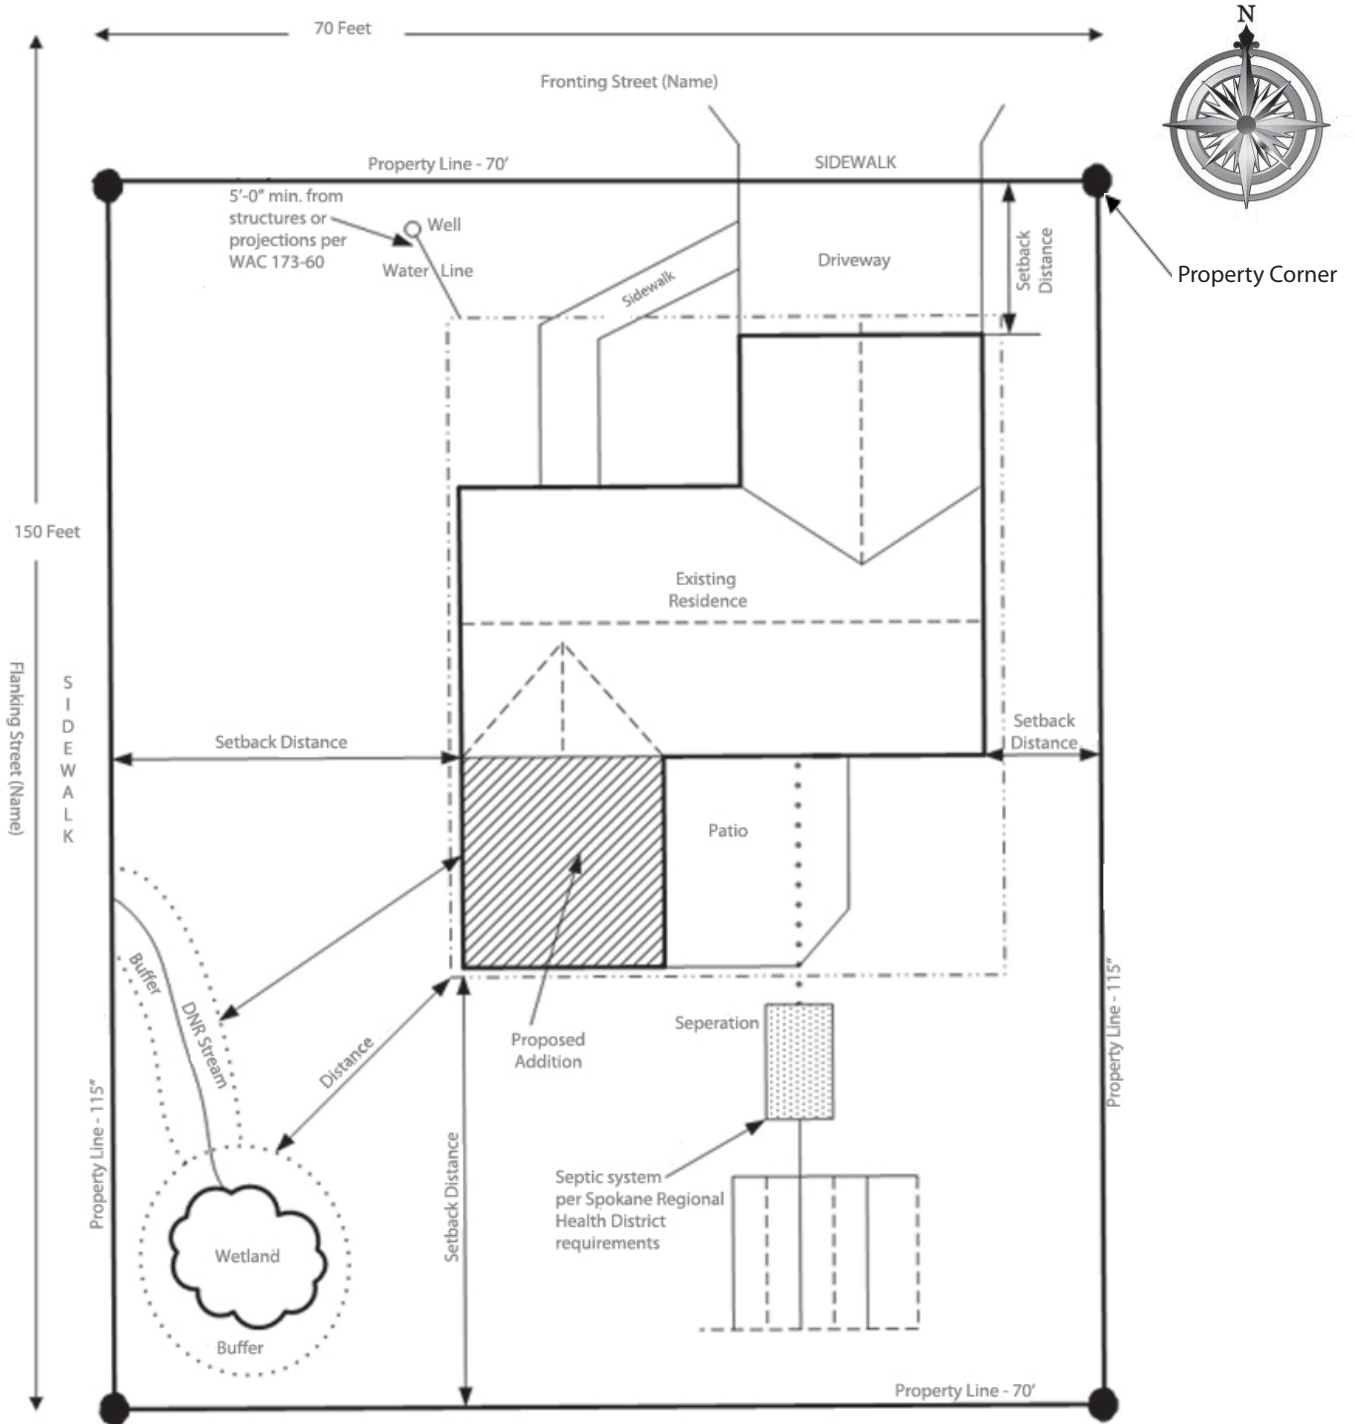 70 Feet
N
Fronting Street (Name)
Property Line - 70'
SIDEWALK
5'-0" min. from
structures or
projections per
WAC 173-60
Well
Water Line
Sidewalk
Driveway
Setback
Distance
Property Corner
150 Feet
Existing
Residence
Flanking Street (Name)
SIDEWALK
Setback Distance
Setback
Distance
Patio
Buffer
DNR Stream
Distance
Proposed
Addition
Seperation
Property Line - 115"
Property Line - 115"
Setback Distance
Septic system
per Spokane Regional
Health District
requirements
Wetland
Buffer
Property Line - 70'